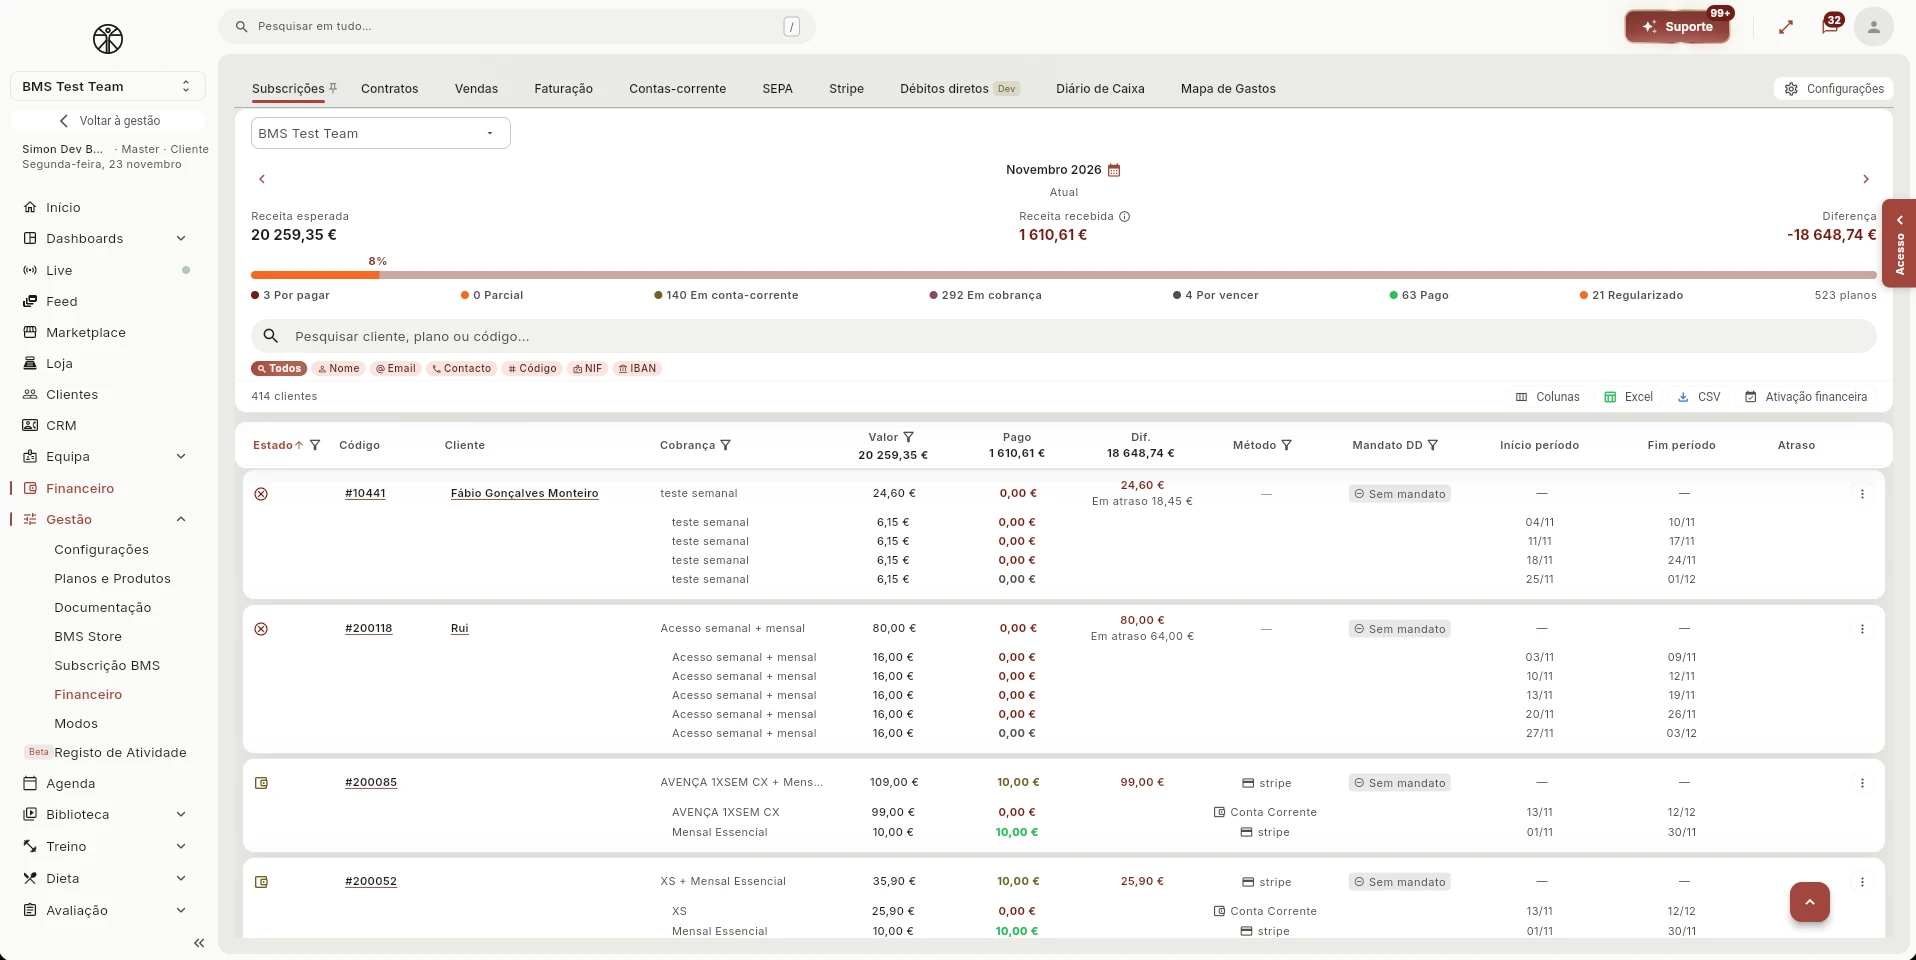 Pesquisar em tudo...
/
Suporte
99+
32
BMS Test Team
Voltar à gestão
Simon Dev B... · Master · Cliente
Segunda-feira, 23 novembro
Início
Dashboards
Live
Feed
Marketplace
Loja
Clientes
CRM
Equipa
Financeiro
Gestão
Configurações
Planos e Produtos
Documentação
BMS Store
Subscrição BMS
Financeiro
Modos
Beta Registo de Atividade
Agenda
Biblioteca
Treino
Dieta
Avaliação
Subscrições Contratos Vendas Faturação Contas-corrente SEPA Stripe Débitos diretos Dev Diário de Caixa Mapa de Gastos Configurações
BMS Test Team
Novembro 2026
Atual
Receita esperada Receita recebida Diferença
20 259,35 € 1 610,61 € -18 648,74 €
Acesso
8%
3 Por pagar 0 Parcial 140 Em conta-corrente 292 Em cobrança 4 Por vencer 63 Pago 21 Regularizado 523 planos
Pesquisar cliente, plano ou código...
Todos Nome Email Contacto Código NIF IBAN
414 clientes Colunas Excel CSV Ativação financeira
Estado Código Cliente Cobrança Valor Pago Dif. Método Mandato DD Início período Fim período Atraso
20 259,35 € 1 610,61 € 18 648,74 €
#10441 Fábio Gonçalves Monteiro teste semanal 24,60 € 0,00 € 24,60 € — Sem mandato — —
Em atraso 18,45 €
teste semanal 6,15 € 0,00 € 04/11 10/11
teste semanal 6,15 € 0,00 € 11/11 17/11
teste semanal 6,15 € 0,00 € 18/11 24/11
teste semanal 6,15 € 0,00 € 25/11 01/12
#200118 Rui Acesso semanal + mensal 80,00 € 0,00 € 80,00 € — Sem mandato — —
Em atraso 64,00 €
Acesso semanal + mensal 16,00 € 0,00 € 03/11 09/11
Acesso semanal + mensal 16,00 € 0,00 € 10/11 12/11
Acesso semanal + mensal 16,00 € 0,00 € 13/11 19/11
Acesso semanal + mensal 16,00 € 0,00 € 20/11 26/11
Acesso semanal + mensal 16,00 € 0,00 € 27/11 03/12
#200085 AVENÇA 1XSEM CX + Mens... 109,00 € 10,00 € 99,00 € stripe Sem mandato — —
AVENÇA 1XSEM CX 99,00 € 0,00 € Conta Corrente 13/11 12/12
Mensal Essencial 10,00 € 10,00 € stripe 01/11 30/11
#200052 XS + Mensal Essencial 35,90 € 10,00 € 25,90 € stripe Sem mandato — —
XS 25,90 € 0,00 € Conta Corrente 13/11 12/12
Mensal Essencial 10,00 € 10,00 € stripe 01/11 30/11